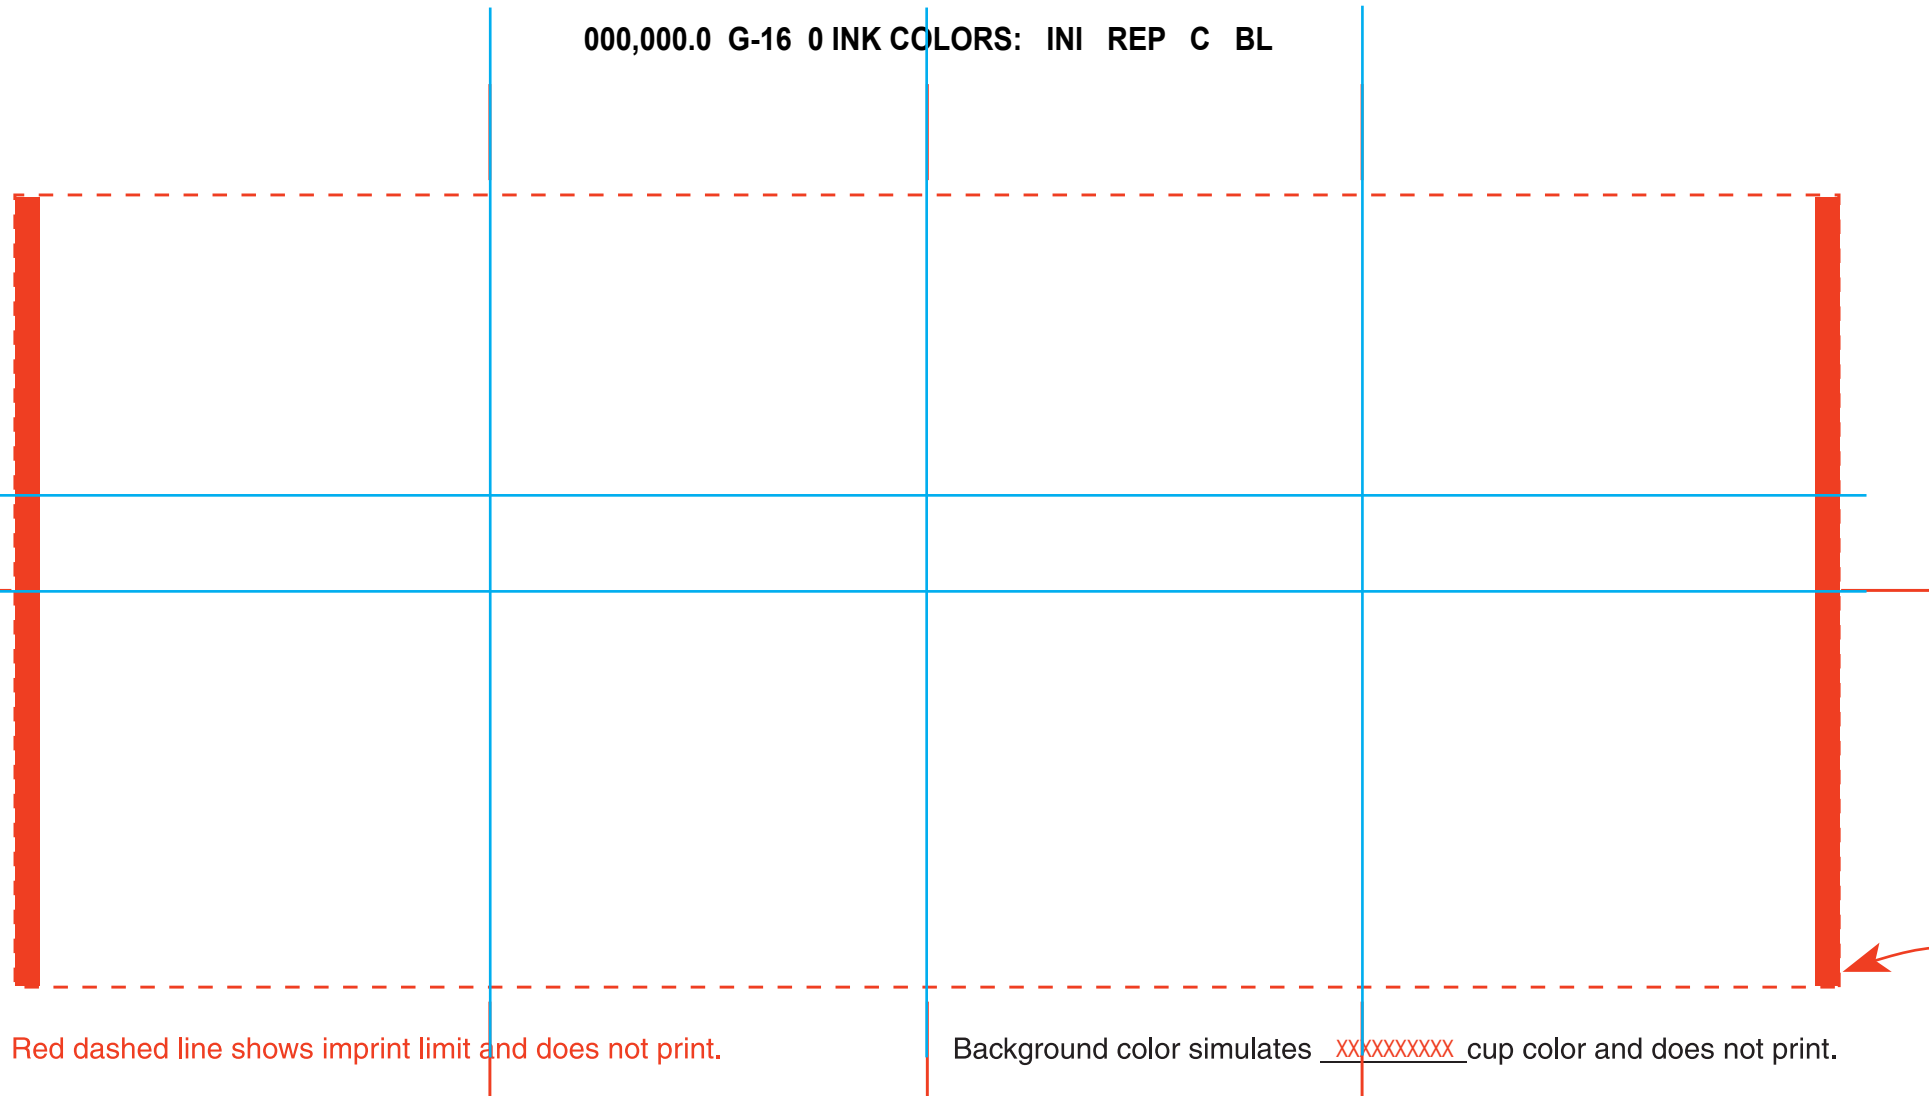 000,000.0 G-16 0 INK COLORS: INI REP C BL
Red dashed line shows imprint limit and does not print.
Background color simulates XXXXXXXXXX cup color and does not print.